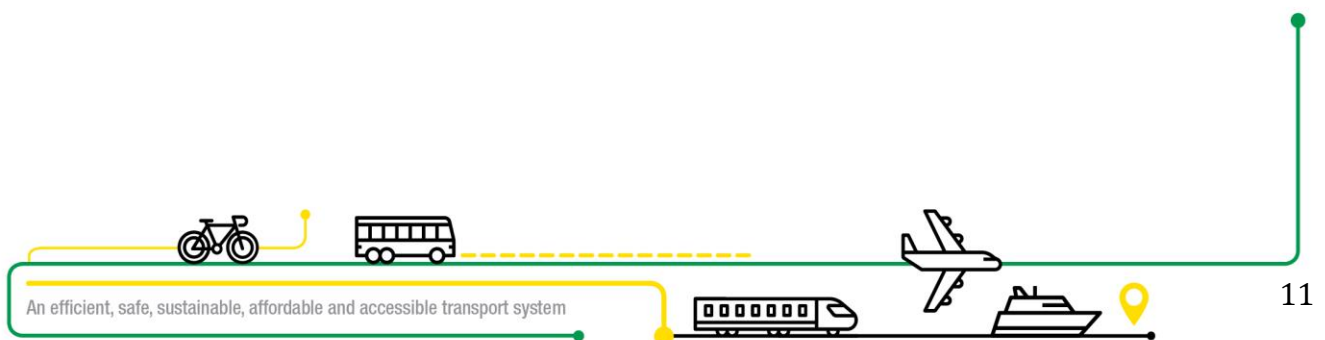 An efficient, safe, sustainable, affordable and accessible transport system
11